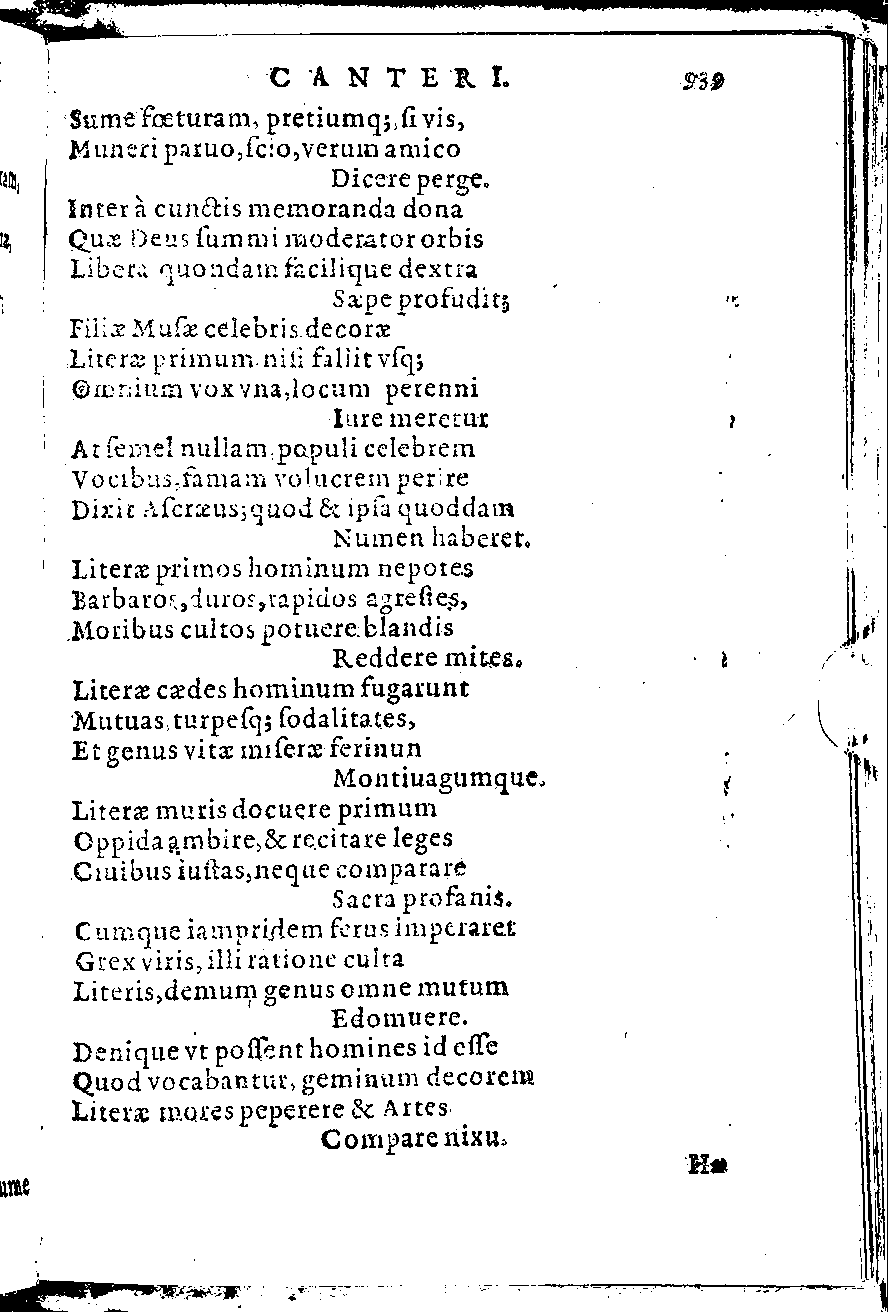 CANTERI. 939
Sume fœturam, pretiumq;, ſi vis,
Muneri paruo, ſcio, verum amico
Dicere perge.
Inter à cunctis memoranda dona
Quæ Deus ſummi moderator orbis
Libera quondam facilique dextra
Sæpe profudit;
Filiæ Muſæ celebris decoræ
Literæ primum niſi fallit vſq;
Omnium vox vna, locum perenni
Iure meretur
At ſemel nullam populi celebrem
Vocibus, famam volucrem perire
Dixit Aſcræus; quod & ipſa quoddam
Numen haberet.
Literæ primos hominum nepotes
Barbaros, duros, rapidos agreſtes,
Moribus cultos potuere blandis
Reddere mites.
Literæ cædes hominum fugarunt
Mutuas, turpeſq; ſodalitates,
Et genus vitæ miſeræ ferinun
Montiuagumque.
Literæ muris docuere primum
Oppida ambire, & recitare leges
Ciuibus iuſtas, neque comparare
Sacra profanis.
Cumque iampridem ferus imperaret
Grex viris, illi ratione culta
Literis, demum genus omne mutum
Edomuere.
Denique vt poſſent homines id eſſe
Quod vocabantur, geminum decorem
Literæ mores peperere & Artes
Compare nixu.